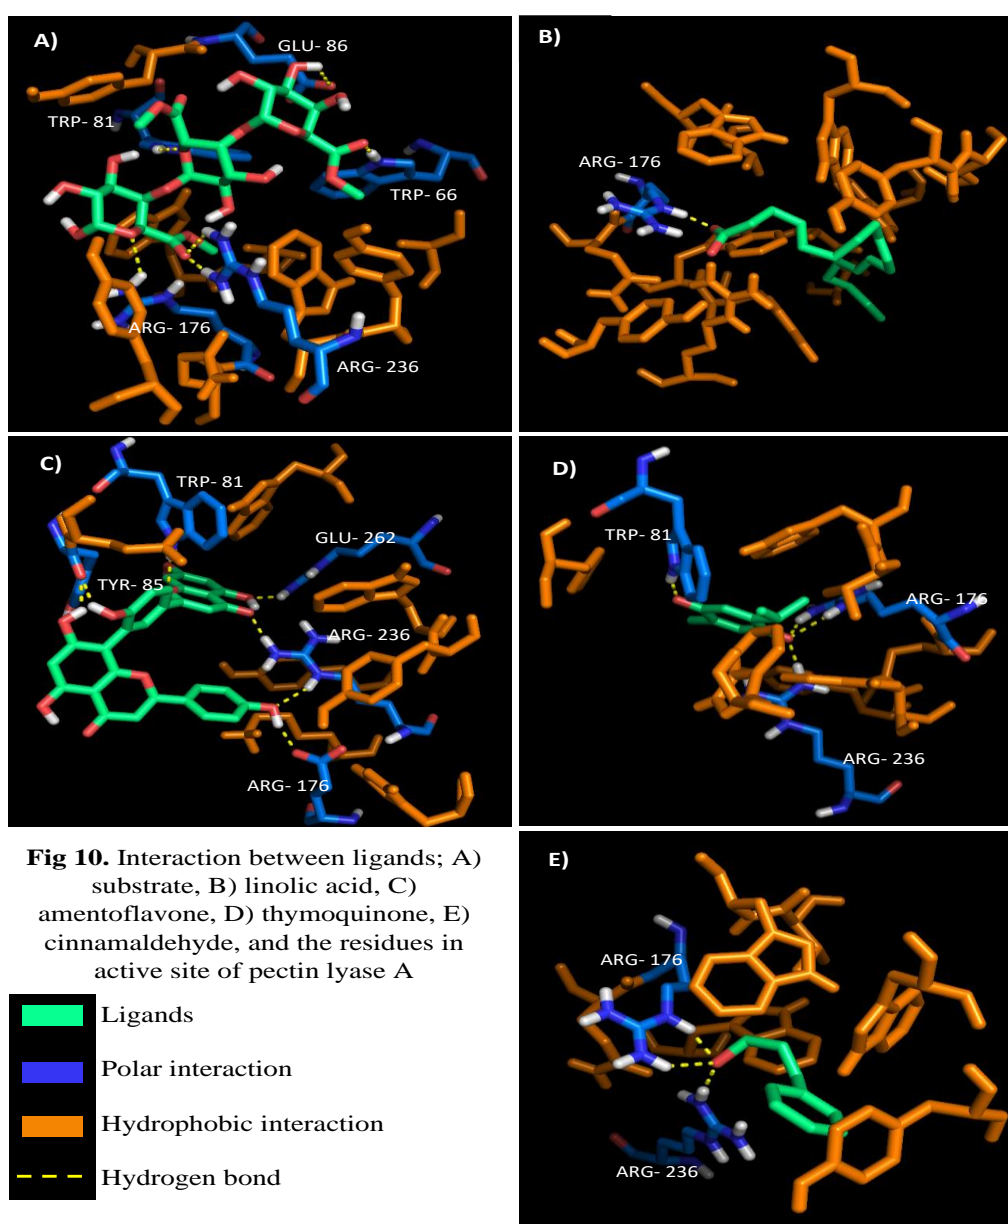 A)
GLU- 86
TRP- 81
TRP- 66
ARG- 176
ARG- 236
B)
ARG- 176
C)
TRP- 81
GLU- 262
TYR- 85
ARG- 236
ARG- 176
D)
TRP- 81
ARG- 176
ARG- 236
Fig 10. Interaction between ligands; A)
substrate, B) linolic acid, C)
amentoflavone, D) thymoquinone, E)
cinnamaldehyde, and the residues in
active site of pectin lyase A
Ligands
Polar interaction
Hydrophobic interaction
Hydrogen bond
E)
ARG- 176
ARG- 236